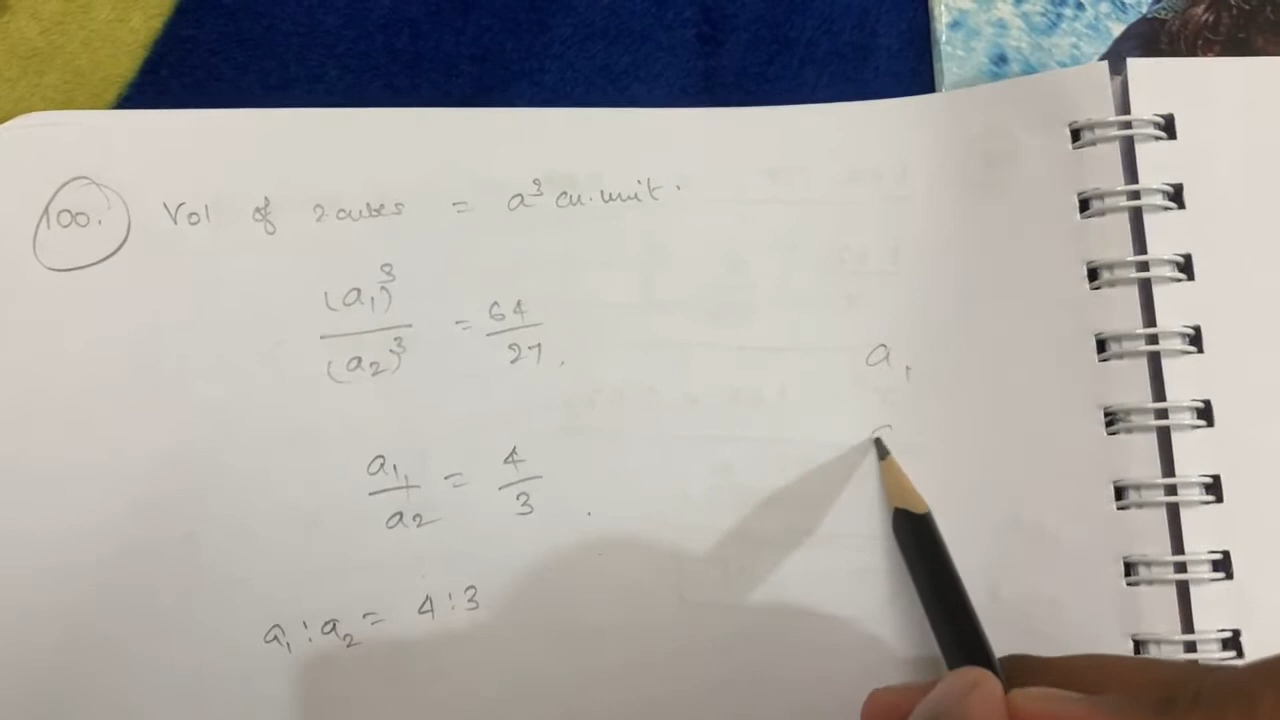 100. Vol of 2 cubes = a³ cu.unit.
(a₁)³
/ (a₂)³ = 64/27.
a₁/a₂ = 4/3
a₁ : a₂ = 4 : 3
a₁